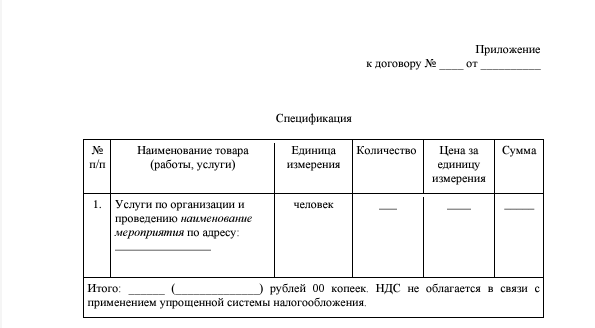 Приложение
к договору № ____ от __________
Спецификация
№ п/п | Наименование товара (работы, услуги) | Единица измерения | Количество | Цена за единицу измерения | Сумма
1. | Услуги по организации и проведению наименование мероприятия по адресу: ________________ | человек | ___ | ____ | _____
Итого: ______ (______________) рублей 00 копеек. НДС не облагается в связи с
применением упрощенной системы налогообложения.